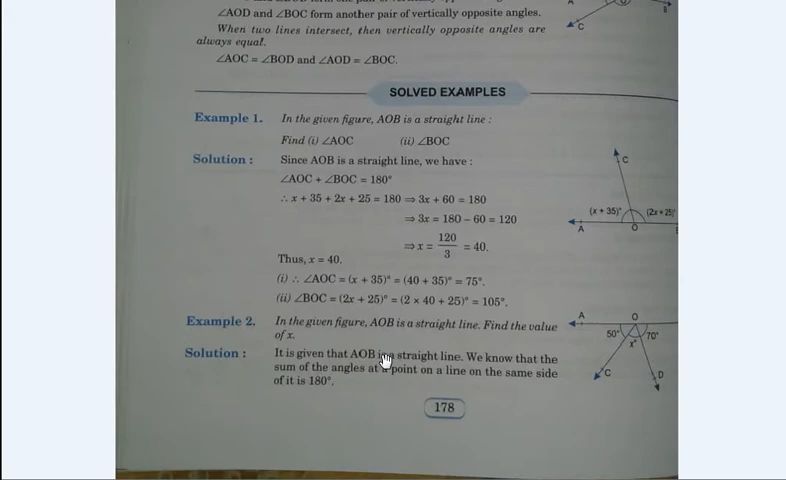 ∠AOD and ∠BOC form another pair of vertically opposite angles.
When two lines intersect, then vertically opposite angles are
always equal.
∠AOC = ∠BOD and ∠AOD = ∠BOC.
C
SOLVED EXAMPLES
Example 1. In the given figure, AOB is a straight line :
Find (i) ∠AOC (ii) ∠BOC
Solution : Since AOB is a straight line, we have :
∠AOC + ∠BOC = 180°
∴ x + 35 + 2x + 25 = 180 ⇒ 3x + 60 = 180
⇒ 3x = 180 − 60 = 120
⇒ x = 120/3 = 40.
Thus, x = 40.
(i) ∴ ∠AOC = (x + 35)° = (40 + 35)° = 75°.
(ii) ∠BOC = (2x + 25)° = (2 × 40 + 25)° = 105°.
C
(x + 35)° (2x + 25)°
A O
Example 2. In the given figure, AOB is a straight line. Find the value
of x.
Solution : It is given that AOB is a straight line. We know that the
sum of the angles at a point on a line on the same side
of it is 180°.
A O
50° x° 70°
C D
178